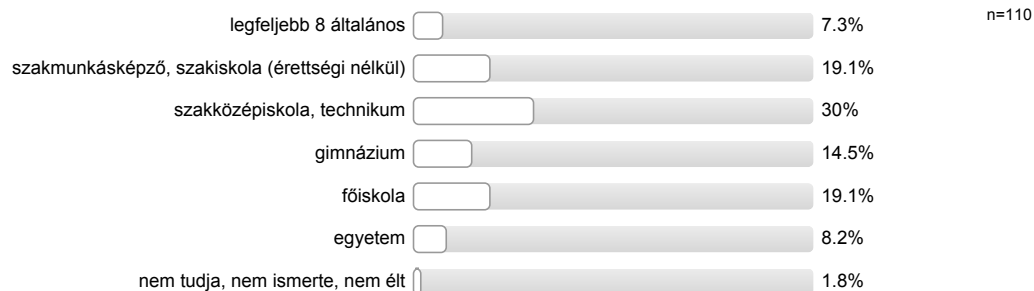 legfeljebb 8 általános 7.3% n=110
szakmunkásképző, szakiskola (érettségi nélkül) 19.1%
szakközépiskola, technikum 30%
gimnázium 14.5%
főiskola 19.1%
egyetem 8.2%
nem tudja, nem ismerte, nem élt 1.8%